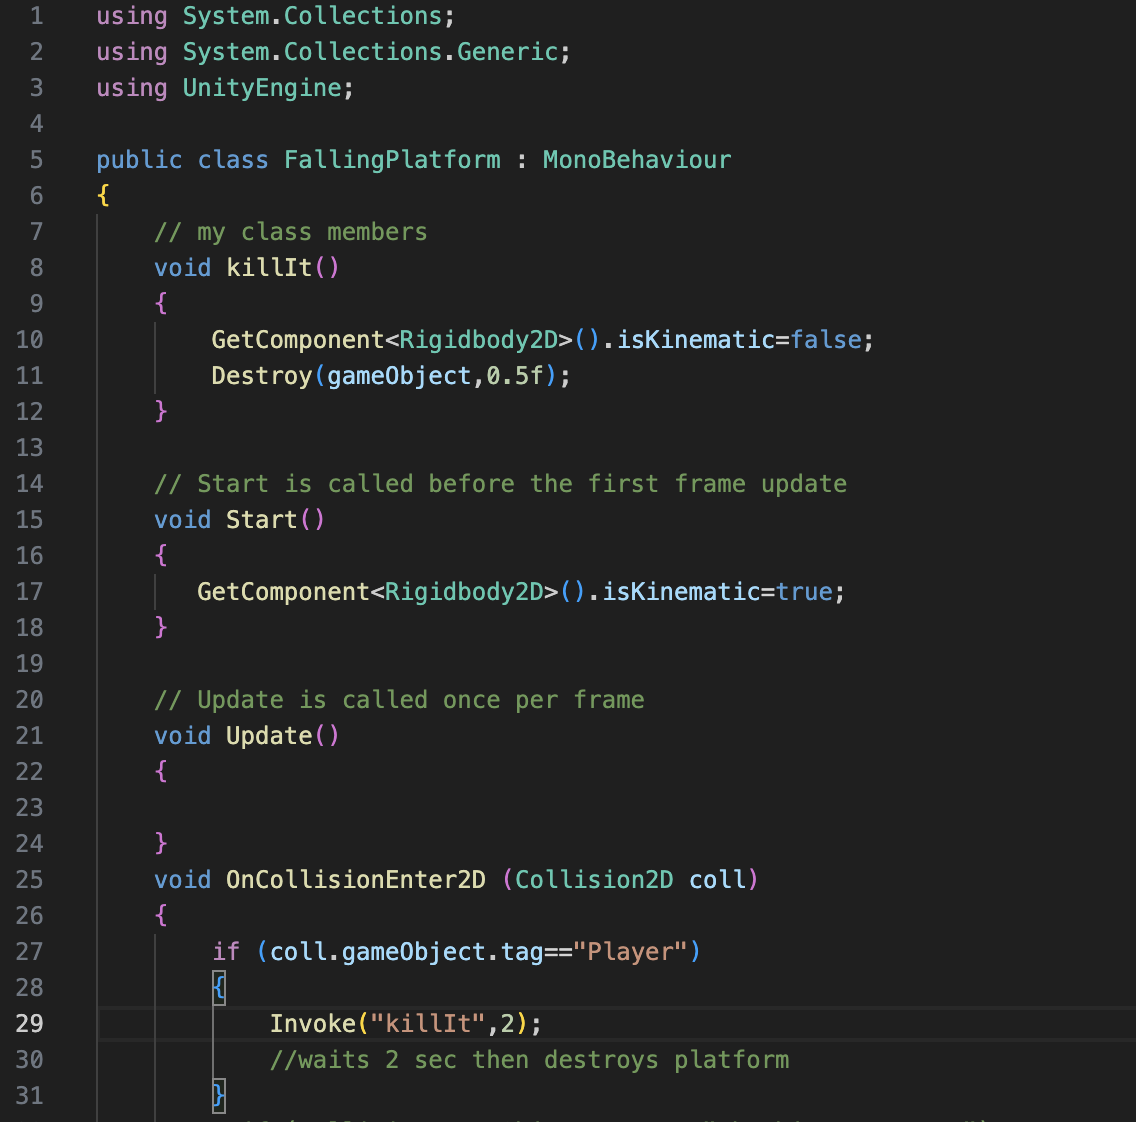 1 using System.Collections;
2 using System.Collections.Generic;
3 using UnityEngine;
4
5 public class FallingPlatform : MonoBehaviour
6 {
7     // my class members
8     void killIt()
9     {
10         GetComponent<Rigidbody2D>().isKinematic=false;
11         Destroy(gameObject,0.5f);
12     }
13
14     // Start is called before the first frame update
15     void Start()
16     {
17        GetComponent<Rigidbody2D>().isKinematic=true;
18     }
19
20     // Update is called once per frame
21     void Update()
22     {
23
24     }
25     void OnCollisionEnter2D (Collision2D coll)
26     {
27         if (coll.gameObject.tag=="Player")
28         {
29             Invoke("killIt",2);
30             //waits 2 sec then destroys platform
31         }